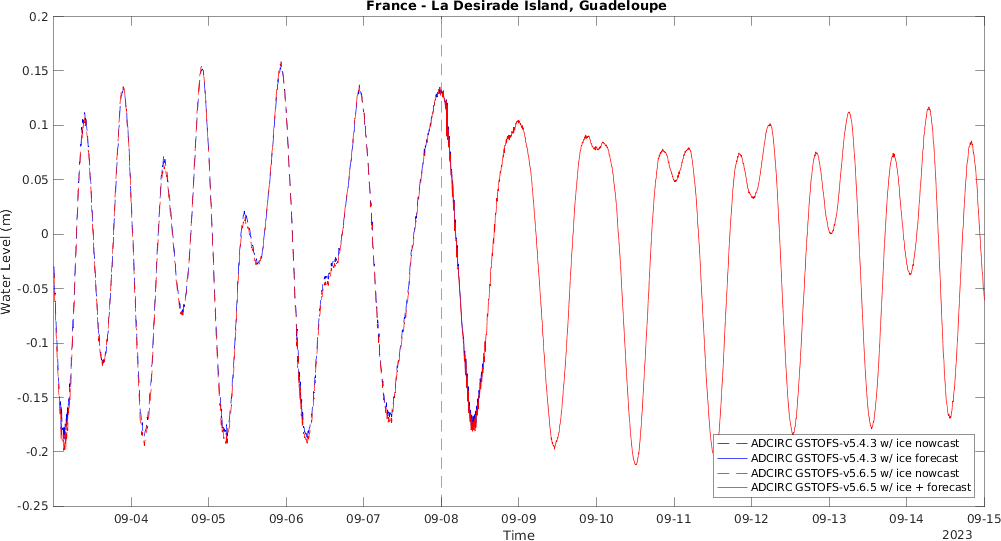 France - La Desirade Island, Guadeloupe
0.2
0.15
0.1
0.05
0
-0.05
-0.1
-0.15
-0.2
-0.25
Water Level (m)
ADCIRC GSTOFS-v5.4.3 w/ ice nowcast
ADCIRC GSTOFS-v5.4.3 w/ ice forecast
ADCIRC GSTOFS-v5.6.5 w/ ice nowcast
ADCIRC GSTOFS-v5.6.5 w/ ice + forecast
09-04 09-05 09-06 09-07 09-08 09-09 09-10 09-11 09-12 09-13 09-14 09-15
Time
2023